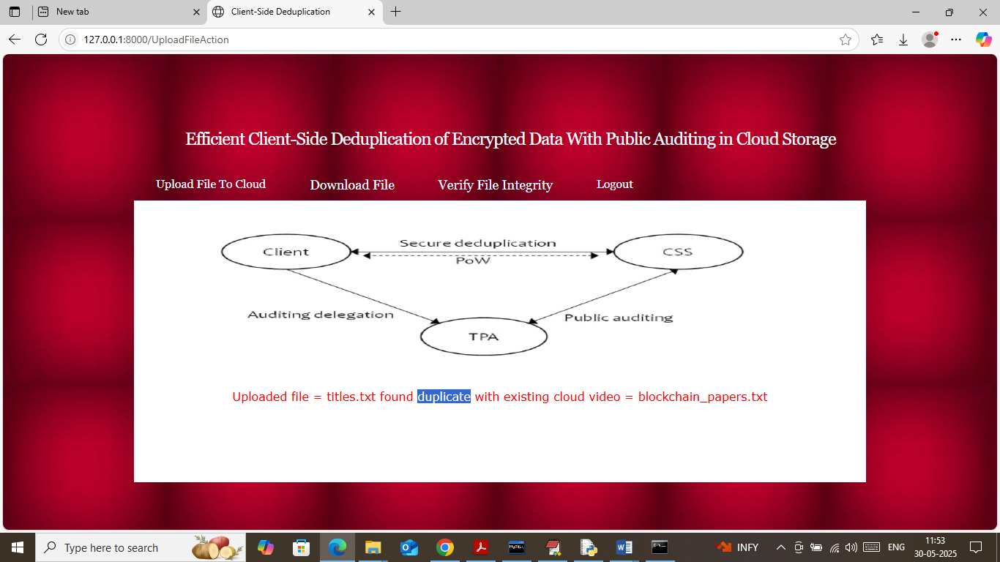 New tab
Client-Side Deduplication
127.0.0.1:8000/UploadFileAction
Efficient Client-Side Deduplication of Encrypted Data With Public Auditing in Cloud Storage
Upload File To Cloud Download File Verify File Integrity Logout
Secure deduplication
Client CSS
PoW
Auditing delegation Public auditing
TPA
Uploaded file = titles.txt found duplicate with existing cloud video = blockchain_papers.txt
Type here to search
INFY
ENG
11:53
30-05-2025